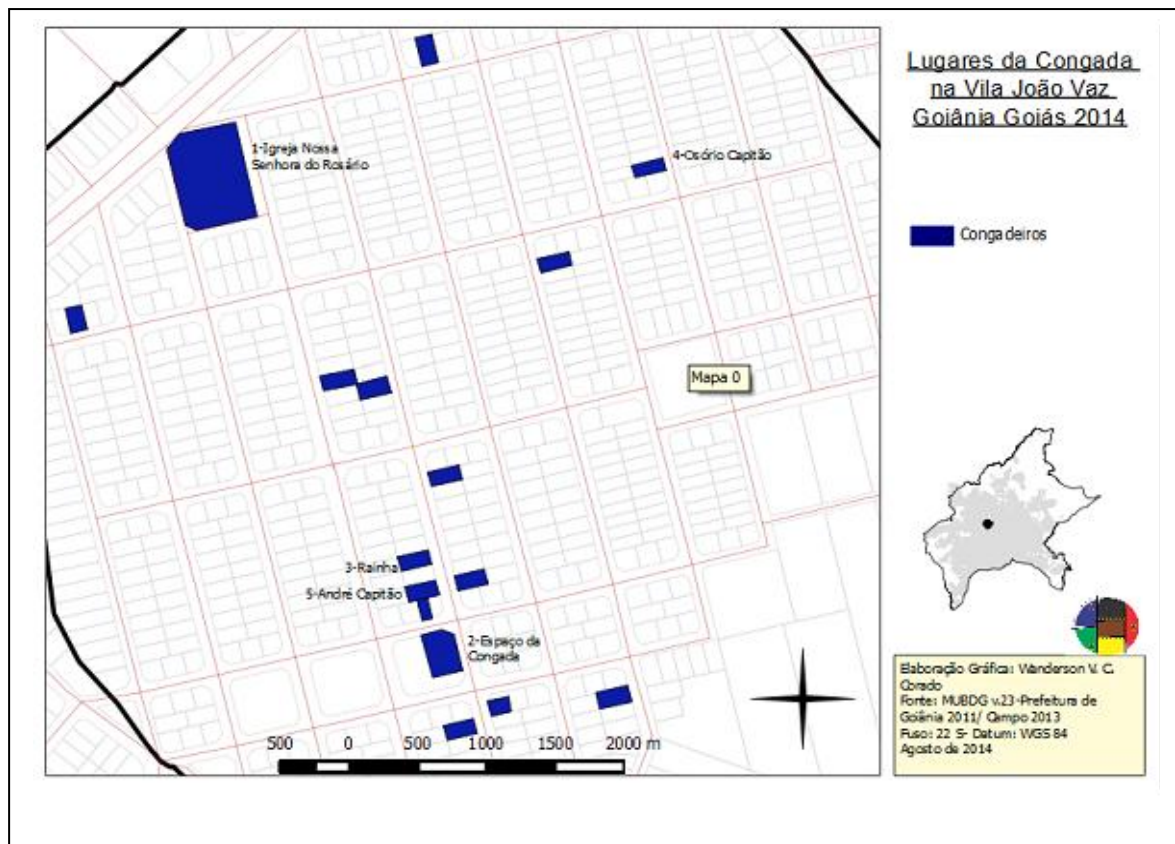 Lugares da Congada
na Vila João Vaz
Goiânia Goiás 2014
1-Igreja Nossa
Senhora do Rosário
4-Osório Capitão
Congadeiros
Mapa 0
3-Rainha
5-André Capitão
2-Espaço da
Congada
500 0 500 1000 1500 2000 m
Elaboração Gráfica: Wanderson V. C.
Corado
Fonte: MUBDG v.23-Prefeitura de
Goiânia 2011/ Campo 2013
Fuso: 22 S- Datum: WGS 84
Agosto de 2014